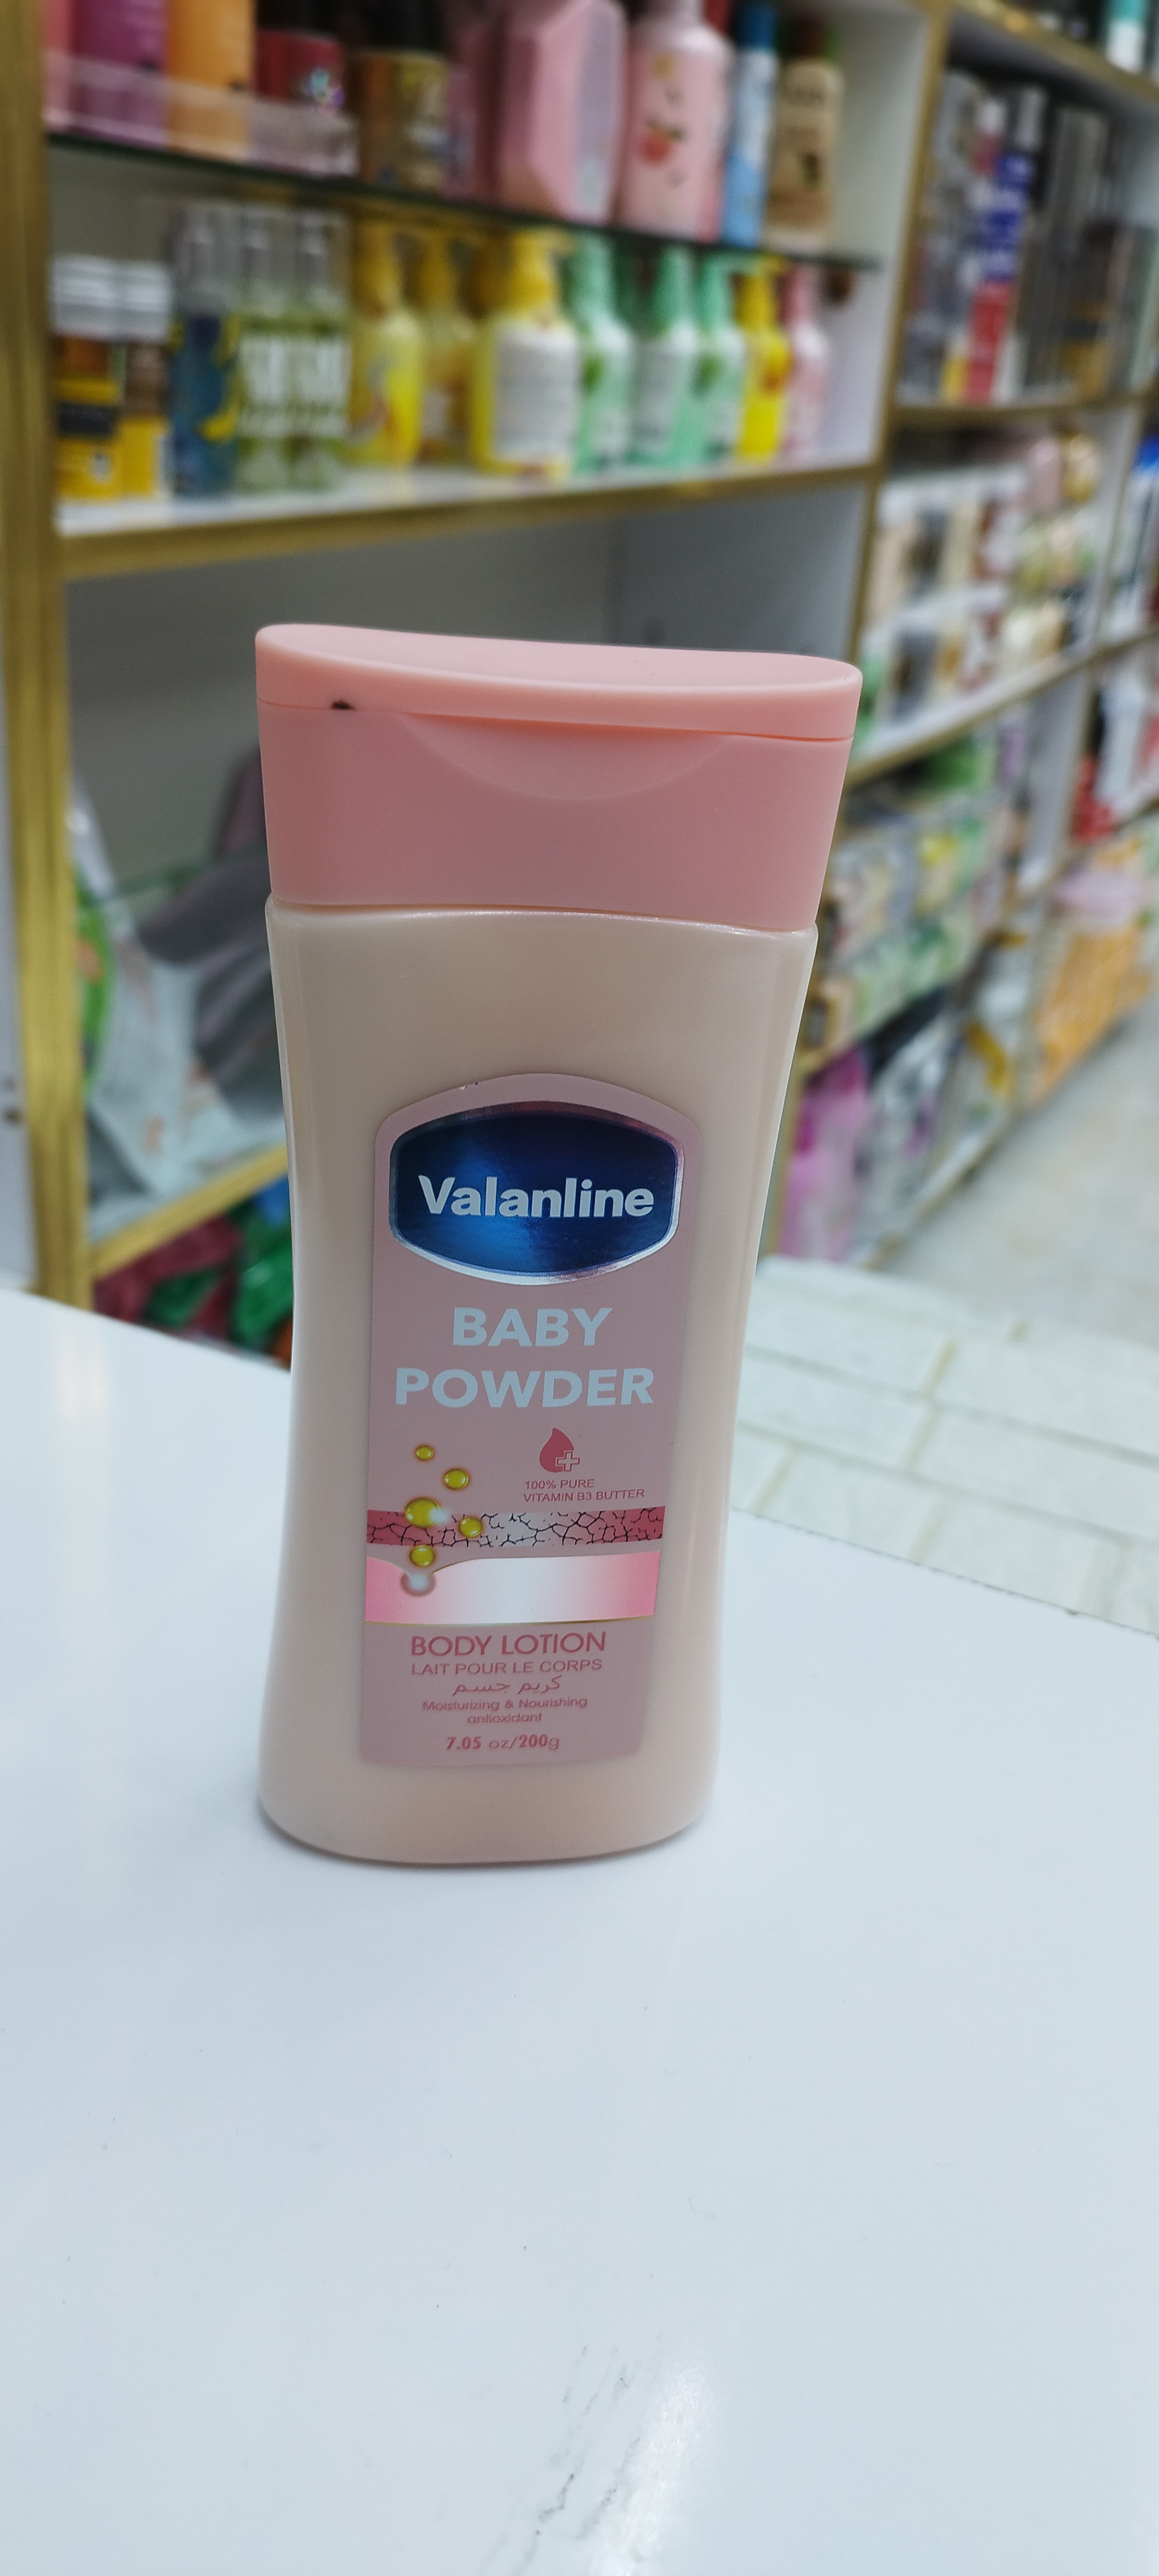 Valanline
BABY
POWDER
100% PURE
VITAMIN B3 BUTTER
BODY LOTION
LAIT POUR LE CORPS
كريم جسم
Moisturizing & Nourishing
antioxidant
7.05 oz/200g